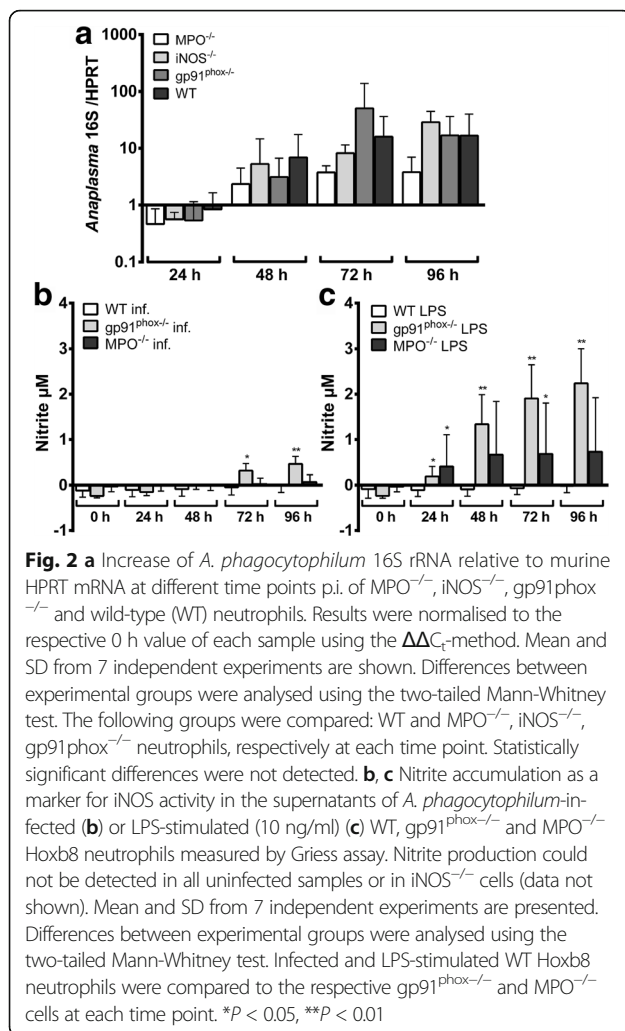 a
1000
100
10
1
0.1
Anaplasma 16S /HPRT
MPO-/-
iNOS-/-
gp91phox-/-
WT
24 h 48 h 72 h 96 h
b
4
3
2
1
0
-1
Nitrite µM
WT inf.
gp91phox-/- inf.
MPO-/- inf.
* **
0 h 24 h 48 h 72 h 96 h
c
4
3
2
1
0
-1
Nitrite µM
WT LPS
gp91phox-/- LPS
MPO-/- LPS
* * ** ** * **
0 h 24 h 48 h 72 h 96 h
Fig. 2 a Increase of A. phagocytophilum 16S rRNA relative to murine
HPRT mRNA at different time points p.i. of MPO−/−, iNOS−/−, gp91phox
−/− and wild-type (WT) neutrophils. Results were normalised to the
respective 0 h value of each sample using the ΔΔCt-method. Mean and
SD from 7 independent experiments are shown. Differences between
experimental groups were analysed using the two-tailed Mann-Whitney
test. The following groups were compared: WT and MPO−/−, iNOS−/−,
gp91phox−/− neutrophils, respectively at each time point. Statistically
significant differences were not detected. b, c Nitrite accumulation as a
marker for iNOS activity in the supernatants of A. phagocytophilum-in-
fected (b) or LPS-stimulated (10 ng/ml) (c) WT, gp91phox−/− and MPO−/−
Hoxb8 neutrophils measured by Griess assay. Nitrite production could
not be detected in all uninfected samples or in iNOS−/− cells (data not
shown). Mean and SD from 7 independent experiments are presented.
Differences between experimental groups were analysed using the
two-tailed Mann-Whitney test. Infected and LPS-stimulated WT Hoxb8
neutrophils were compared to the respective gp91phox−/− and MPO−/−
cells at each time point. *P < 0.05, **P < 0.01